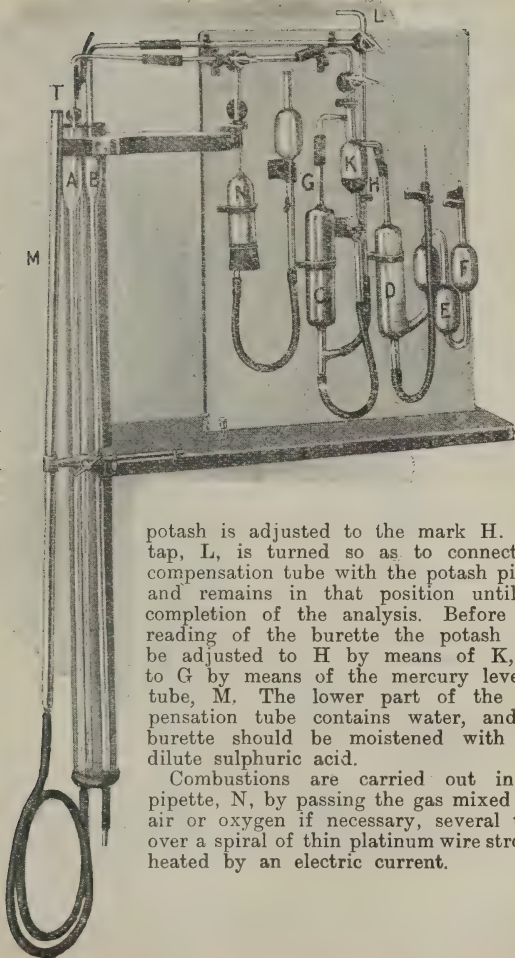 L
T
A B
K
N G H
M
C D F
E
potash is adjusted to the mark H.
tap, L, is turned so as to connect
compensation tube with the potash pi
and remains in that position until
completion of the analysis. Before
reading of the burette the potash
be adjusted to H by means of K,
to G by means of the mercury leve
tube, M. The lower part of the
pensation tube contains water, and
burette should be moistened with
dilute sulphuric acid.
Combustions are carried out in
pipette, N, by passing the gas mixed
air or oxygen if necessary, several
over a spiral of thin platinum wire stro
heated by an electric current.